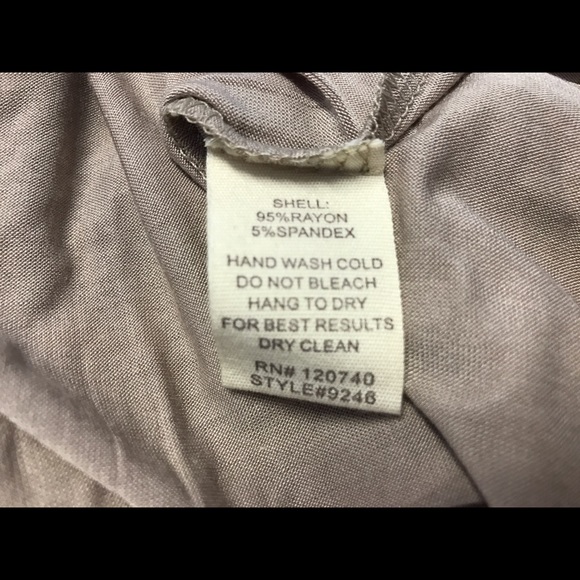 SHELL:
95%RAYON
5%SPANDEX
HAND WASH COLD
DO NOT BLEACH
HANG TO DRY
FOR BEST RESULTS
DRY CLEAN
RN# 120740
STYLE#9246